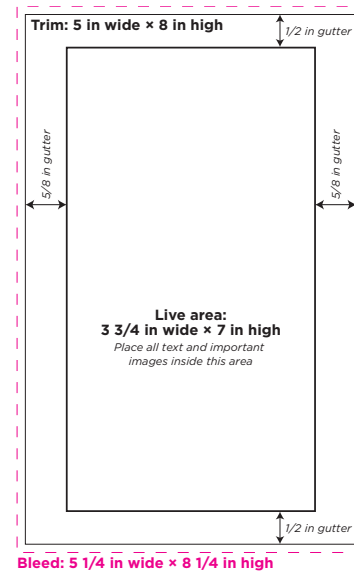 Trim: 5 in wide × 8 in high
1/2 in gutter
5/8 in gutter
5/8 in gutter
Live area:
3 3/4 in wide × 7 in high
Place all text and important
images inside this area
1/2 in gutter
Bleed: 5 1/4 in wide × 8 1/4 in high